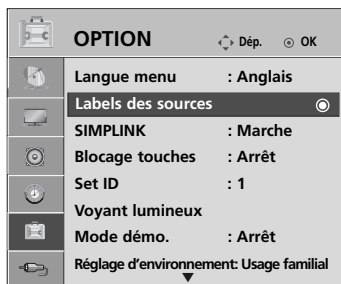 OPTION Dép. OK
Langue menu : Anglais
Labels des sources
SIMPLINK : Marche
Blocage touches : Arrêt
Set ID : 1
Voyant lumineux
Mode démo. : Arrêt
Réglage d'environnement: Usage familial